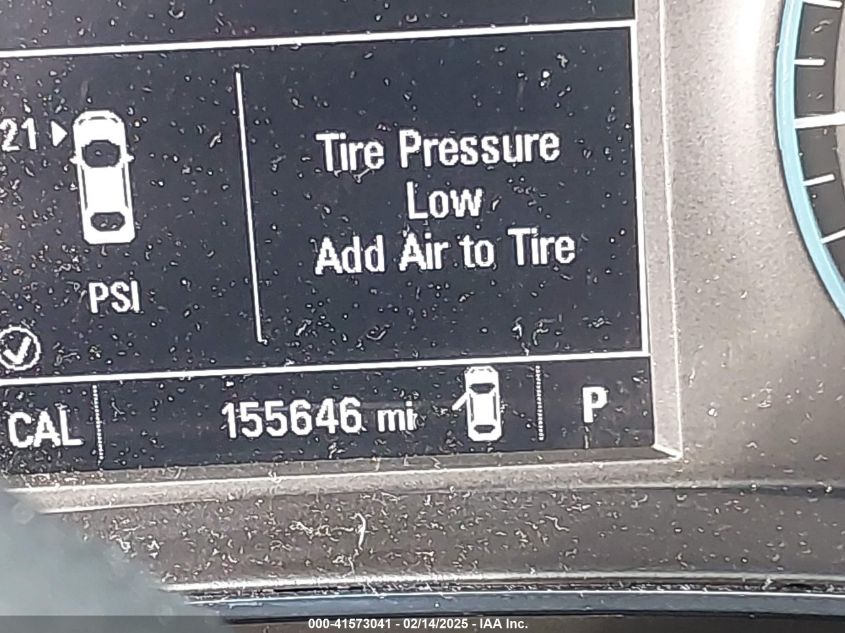 21
Tire Pressure
Low
Add Air to Tire
PSI
CAL
155646 mi
P
000-41573041 - 02/14/2025 - IAA Inc.